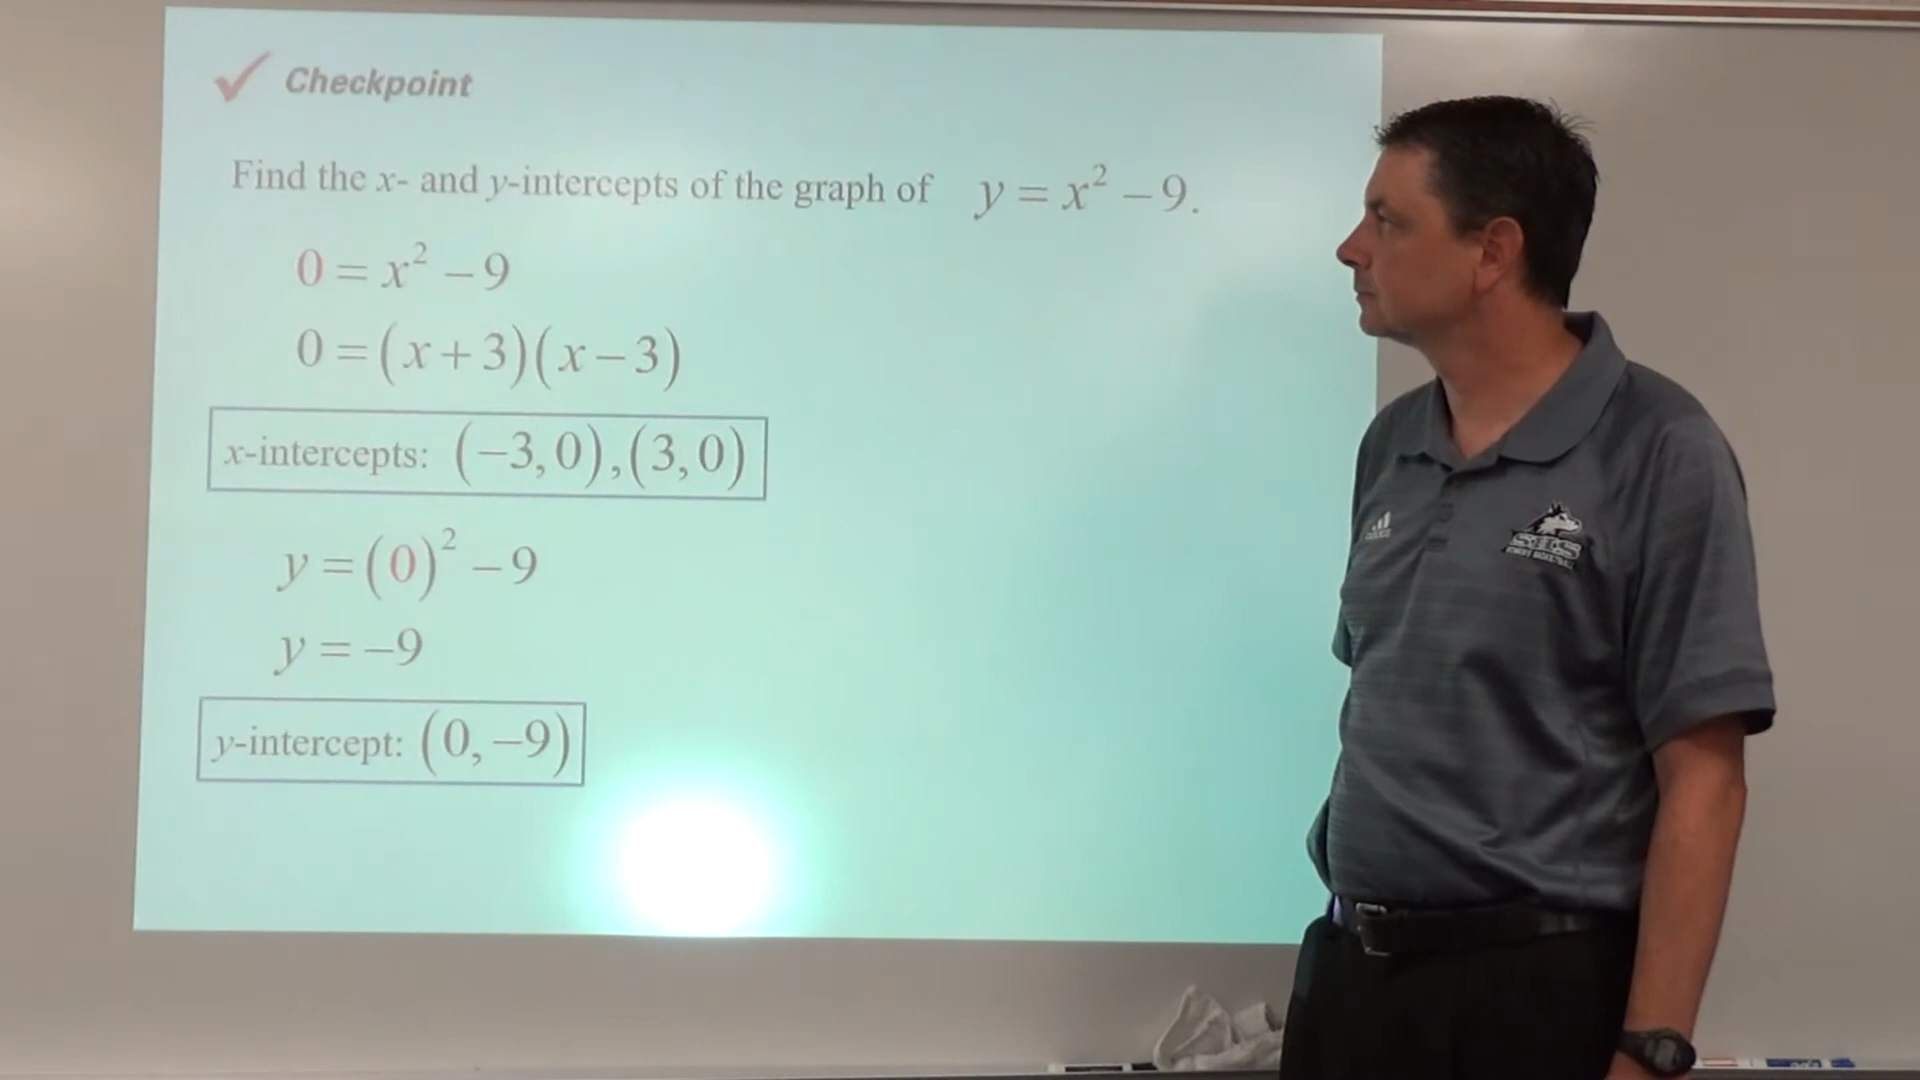 Checkpoint
Find the x- and y-intercepts of the graph of y = x² – 9.
0 = x² – 9
0 = (x + 3)(x – 3)
x-intercepts: (–3, 0), (3, 0)
y = (0)² – 9
y = –9
y-intercept: (0, –9)